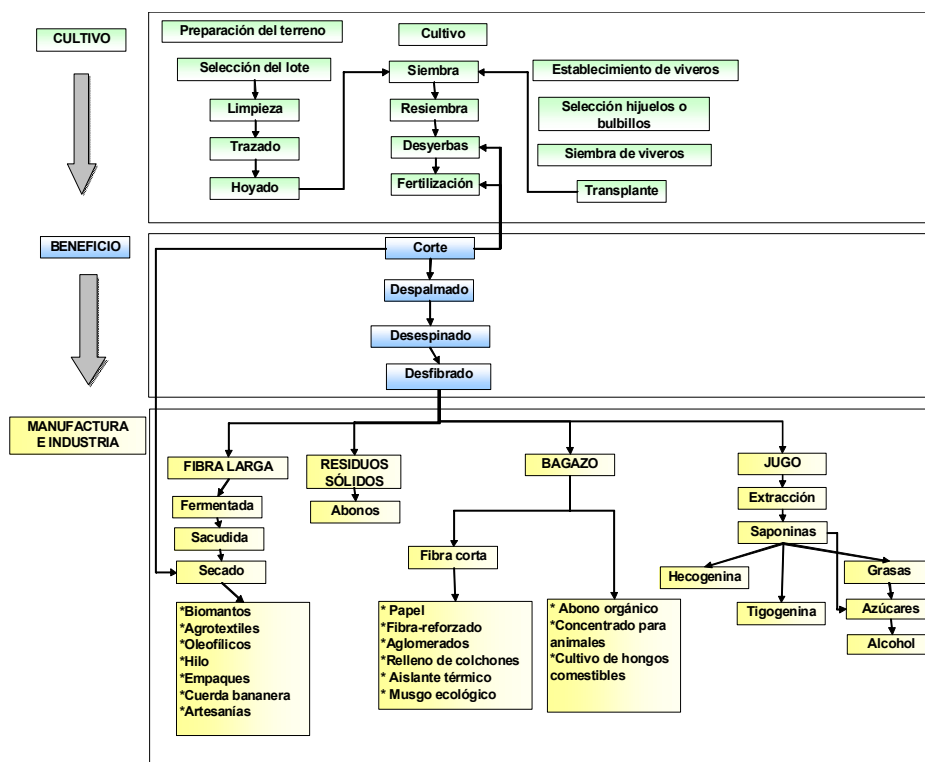 CULTIVO
Preparación del terreno
Selección del lote
Limpieza
Trazado
Hoyado
Cultivo
Siembra
Resiembra
Desyerbas
Fertilización
Establecimiento de viveros
Selección hijuelos o
bulbillos
Siembra de viveros
Transplante
BENEFICIO
Corte
Despalmado
Desespinado
Desfibrado
MANUFACTURA
E INDUSTRIA
FIBRA LARGA
Fermentada
Sacudida
Secado
*Biomantos
*Agrotextiles
*Oleofílicos
*Hilo
*Empaques
*Cuerda bananera
*Artesanías
RESIDUOS
SÓLIDOS
Abonos
BAGAZO
Fibra corta
* Papel
*Fibra-reforzado
*Aglomerados
*Relleno de colchones
* Aislante térmico
* Musgo ecológico
* Abono orgánico
*Concentrado para
animales
*Cultivo de hongos
comestibles
JUGO
Extracción
Saponinas
Hecogenina
Tigogenina
Grasas
Azúcares
Alcohol